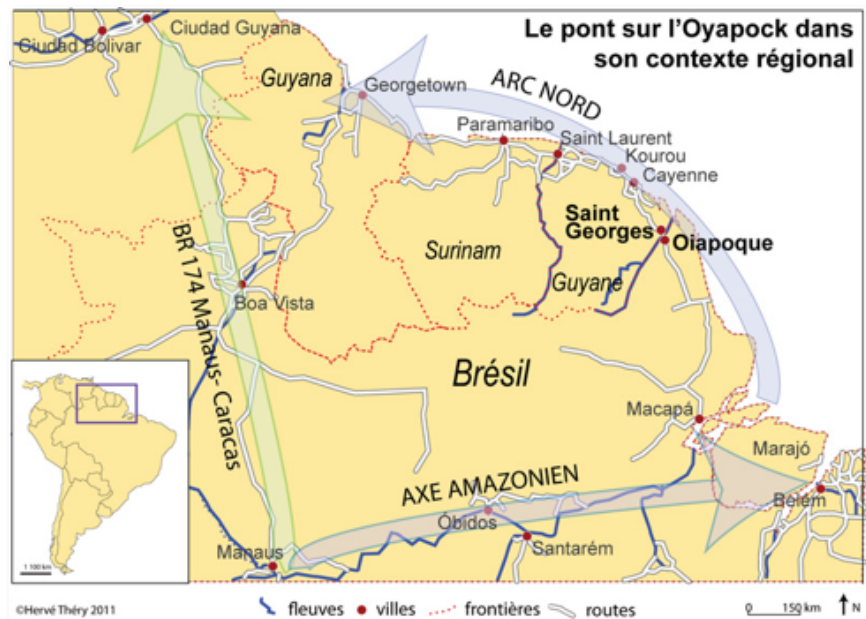 Le pont sur l'Oyapock dans
son contexte régional
Ciudad Guyana
Ciudad Bolivar
Guyana
Georgetown
ARC NORD
Paramaribo
Saint Laurent
Kourou
Cayenne
Saint
Georges
Oiapoque
Surinam
Guyane
BR 174 Manaus- Caracas
Boa Vista
Brésil
Macapá
Marajó
AXE AMAZONIEN
Belém
Óbidos
Santarém
Manaus
1 100 km
©Hervé Théry 2011
fleuves
villes
frontières
routes
0 150 km
N